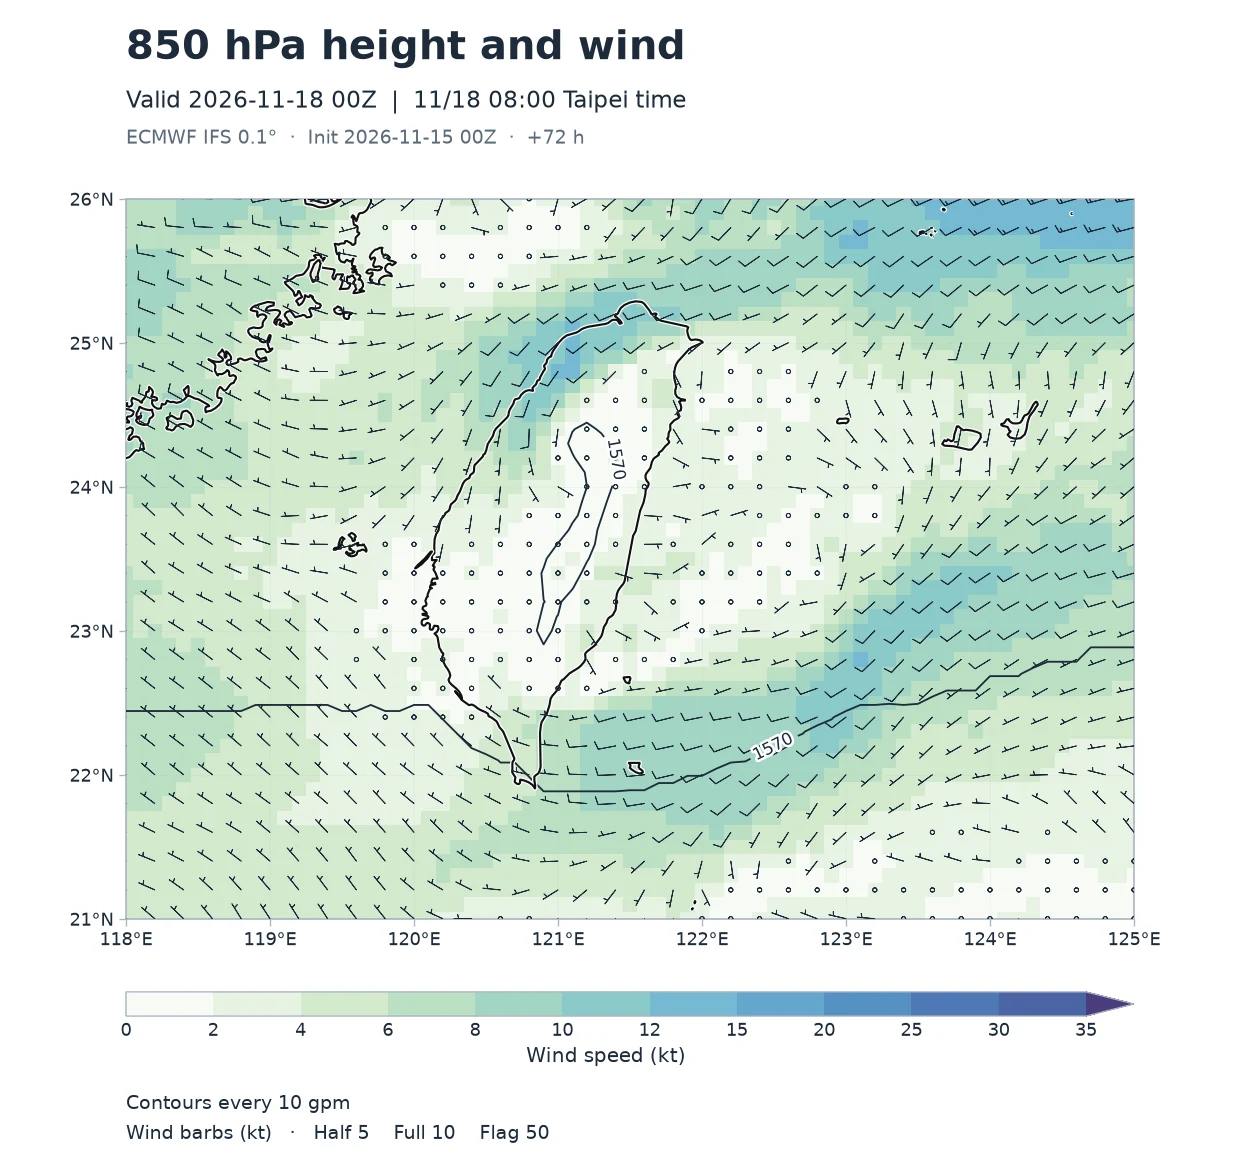 850 hPa height and wind
Valid 2026-11-18 00Z | 11/18 08:00 Taipei time
ECMWF IFS 0.1° · Init 2026-11-15 00Z · +72 h
26°N
25°N
24°N
23°N
22°N
21°N
1570
1570
118°E 119°E 120°E 121°E 122°E 123°E 124°E 125°E
0 2 4 6 8 10 12 15 20 25 30 35
Wind speed (kt)
Contours every 10 gpm
Wind barbs (kt) · Half 5 Full 10 Flag 50